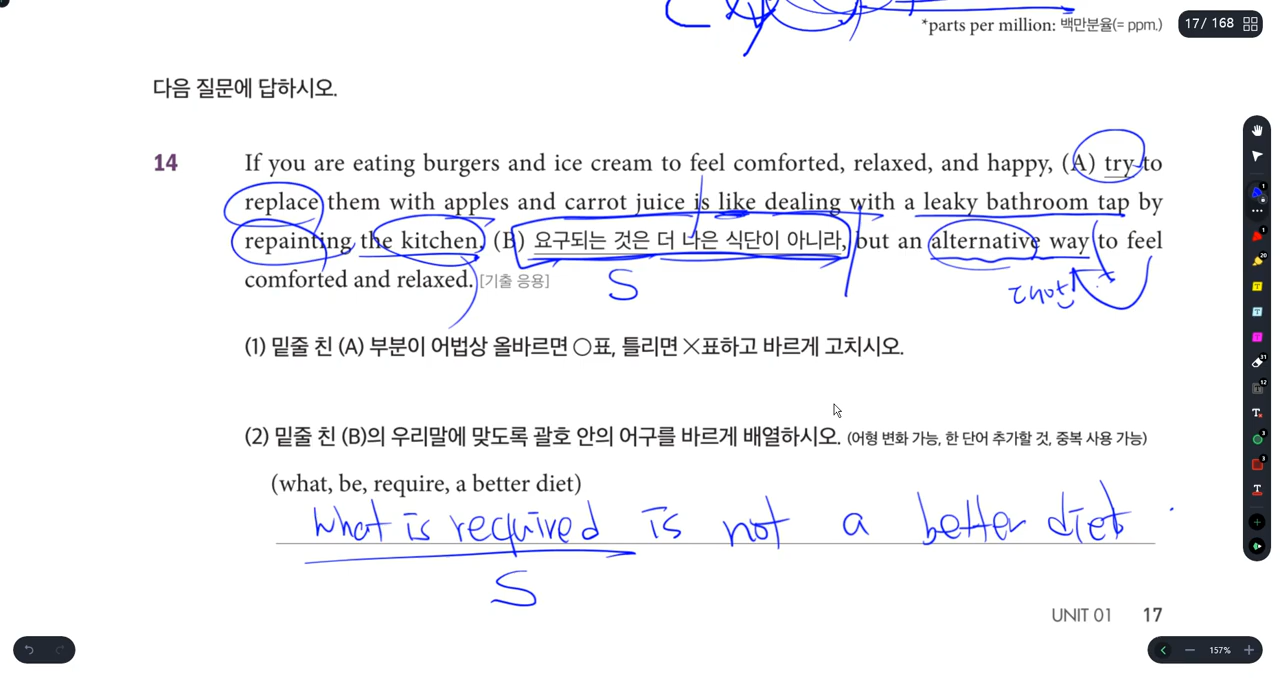 *parts per million: 백만분율(= ppm.)
17/ 168
다음 질문에 답하시오.
14
If you are eating burgers and ice cream to feel comforted, relaxed, and happy, (A) try to
replace them with apples and carrot juice is like dealing with a leaky bathroom tap by
repainting the kitchen. (B) 요구되는 것은 더 나은 식단이 아니라, but an alternative way to feel
comforted and relaxed. [기출 응용]
S
(1) 밑줄 친 (A) 부분이 어법상 올바르면 ○표, 틀리면 ×표하고 바르게 고치시오.
(2) 밑줄 친 (B)의 우리말에 맞도록 괄호 안의 어구를 바르게 배열하시오. (어형 변화 가능, 한 단어 추가할 것, 중복 사용 가능)
(what, be, require, a better diet)
what is required is not a better diet
S
UNIT 01 17
157%